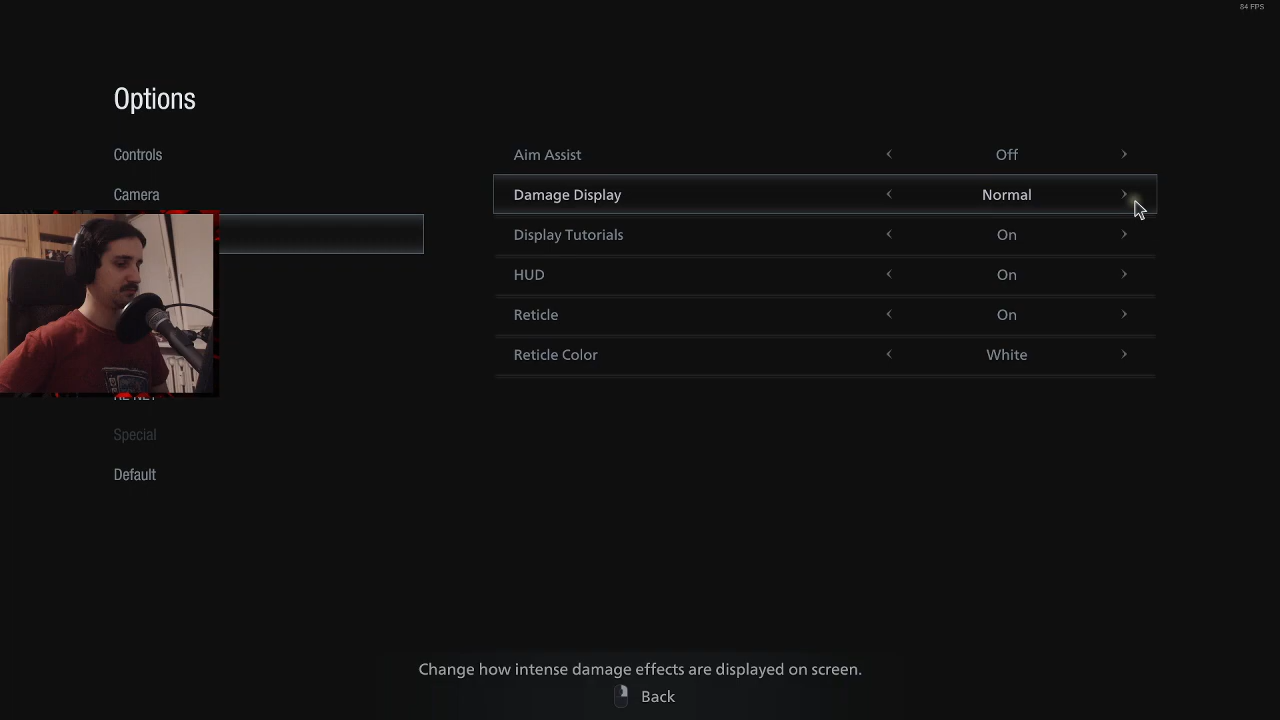 84 FPS
Options
Controls
Camera
Special
Default
Aim Assist Off
Damage Display Normal
Display Tutorials On
HUD On
Reticle On
Reticle Color White
Change how intense damage effects are displayed on screen.
Back